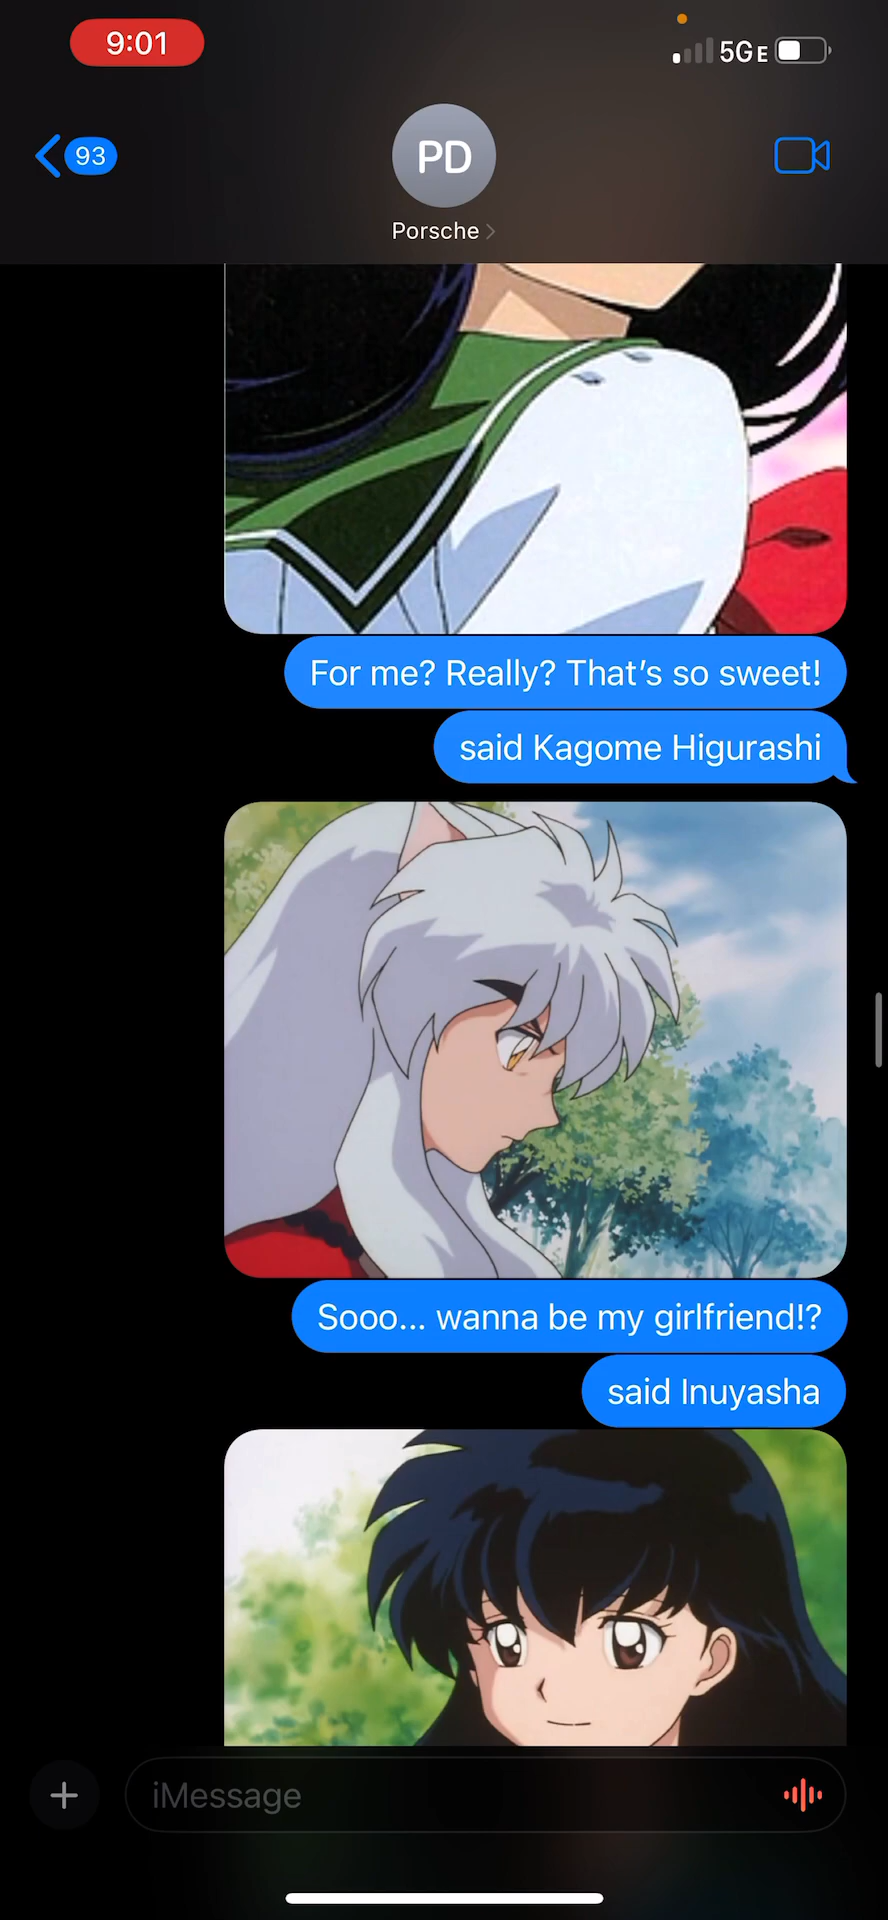 9:01
5GE
93
PD
Porsche
For me? Really? That’s so sweet!
said Kagome Higurashi
Sooo... wanna be my girlfriend!?
said Inuyasha
iMessage